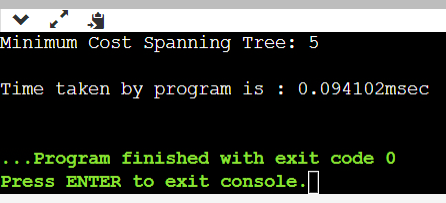 Minimum Cost Spanning Tree: 5
Time taken by program is : 0.094102msec
...Program finished with exit code 0
Press ENTER to exit console.